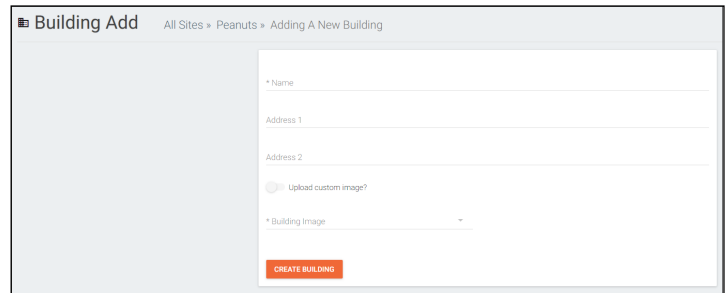 Building Add All Sites » Peanuts » Adding A New Building
* Name
Address 1
Address 2
Upload custom image?
* Building Image
CREATE BUILDING